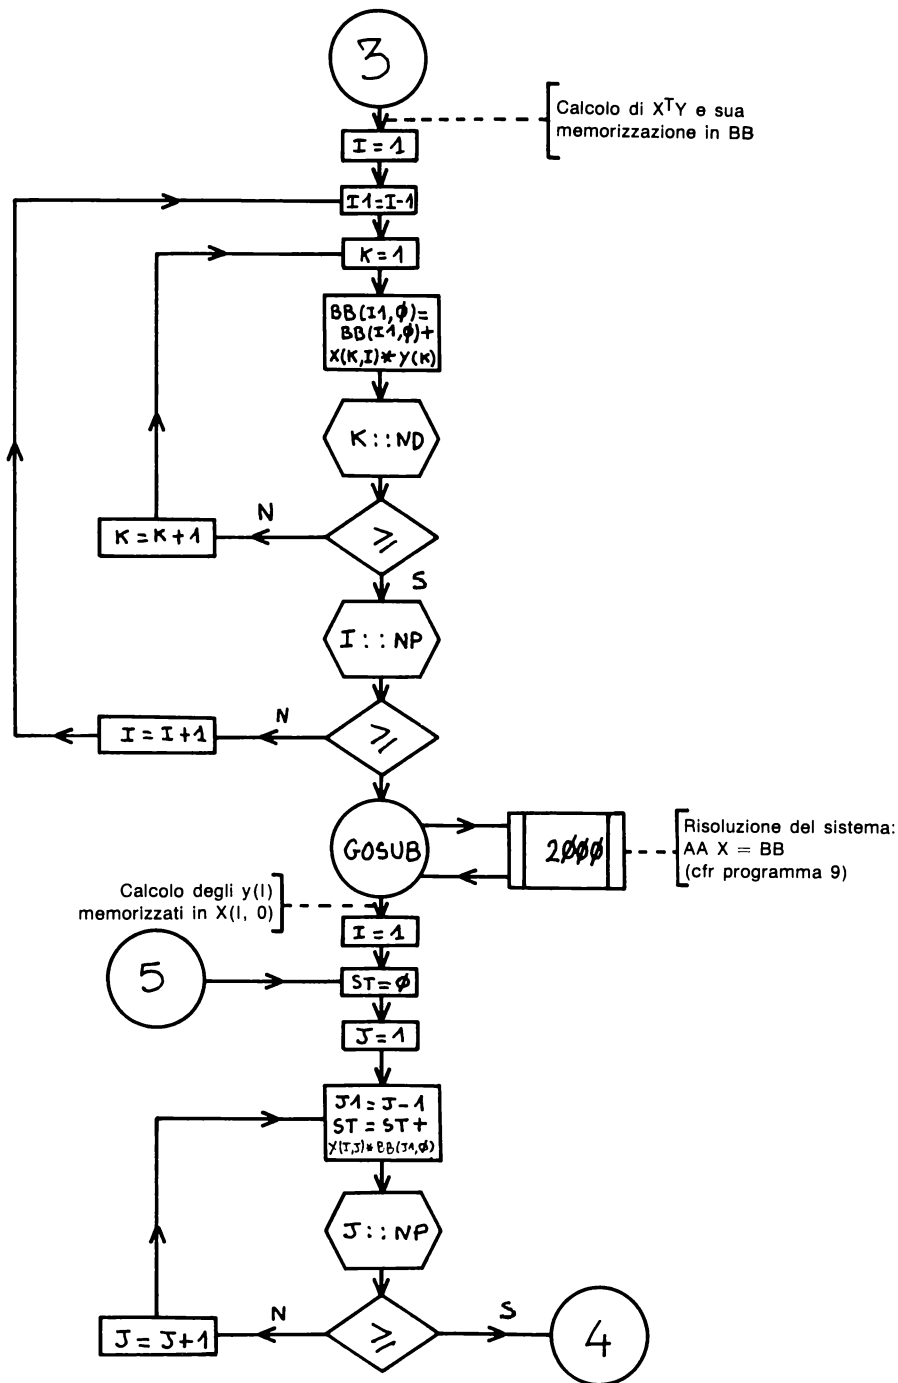 3
Calcolo di XᵀY e sua
memorizzazione in BB
I=1
I1=I-1
K=1
BB(I1,Ø)=
BB(I1,Ø)+
X(K,I)*Y(K)
K::ND
N
K=K+1
≥
S
I::NP
N
I=I+1
≥
GOSUB
2ØØØ
Risoluzione del sistema:
AA X = BB
(cfr programma 9)
Calcolo degli y(I)
memorizzati in X(I, 0)
I=1
5
ST=Ø
J=1
J1=J-1
ST=ST+
X(I,J)*BB(J1,Ø)
J::NP
N
S
J=J+1
≥
4